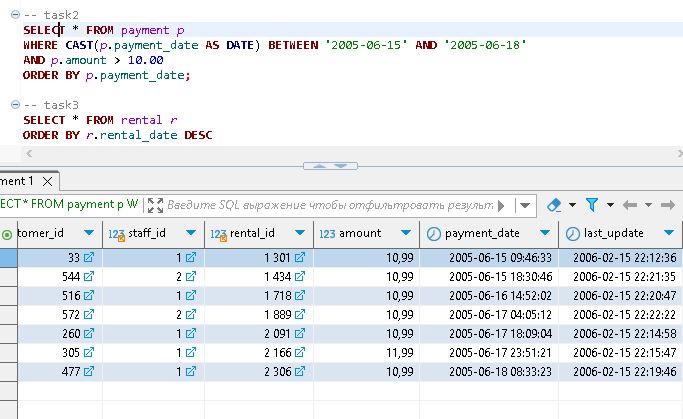 -- task2
SELECT * FROM payment p
WHERE CAST(p.payment_date AS DATE) BETWEEN '2005-06-15' AND '2005-06-18'
AND p.amount > 10.00
ORDER BY p.payment_date;
-- task3
SELECT * FROM rental r
ORDER BY r.rental_date DESC
ment 1
ECT * FROM payment p W Введите SQL выражение чтобы отфильтровать результ
tomer_id 123 staff_id 123 rental_id 123 amount payment_date last_update
33 1 1 301 10,99 2005-06-15 09:46:33 2006-02-15 22:12:36
544 2 1 434 10,99 2005-06-15 18:30:46 2006-02-15 22:21:35
516 1 1 718 10,99 2005-06-16 14:52:02 2006-02-15 22:20:47
572 2 1 889 10,99 2005-06-17 04:05:12 2006-02-15 22:22:22
260 1 2 091 10,99 2005-06-17 18:09:04 2006-02-15 22:14:58
305 1 2 166 11,99 2005-06-17 23:51:21 2006-02-15 22:15:47
477 1 2 306 10,99 2005-06-18 08:33:23 2006-02-15 22:19:46